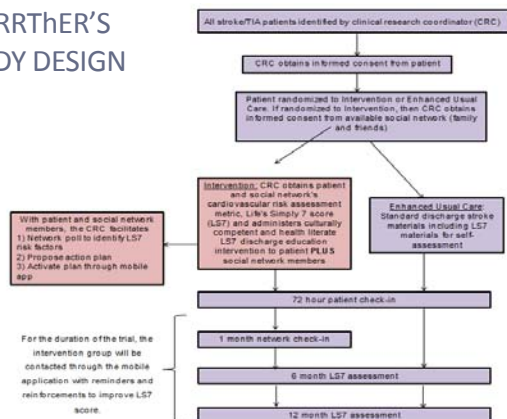 RRThER'S
DY DESIGN
All stroke/TIA patients identified by clinical research coordinator (CRC)
CRC obtains informed consent from patient
Patient randomized to Intervention or Enhanced Usual
Care. If randomized to Intervention, then CRC obtains
informed consent from available social network (family
and friends)
Intervention: CRC obtains patient
and social network's
cardiovascular risk assessment
metric, Life's Simply 7 score
(LS7) and administers culturally
competent and health literate
LS7 discharge education
intervention to patient PLUS
social network members
Enhanced Usual Care:
Standard discharge stroke
materials including LS7
materials for self-
assessment
With patient and social network
members, the CRC facilitates
1) Network poll to identify LS7
risk factors
2) Propose action plan
3) Activate plan through mobile
app
72 hour patient check-in
1 month network check-in
6 month LS7 assessment
12 month LS7 assessment
For the duration of the trial, the
intervention group will be
contacted through the mobile
application with reminders and
reinforcements to improve LS7
score.